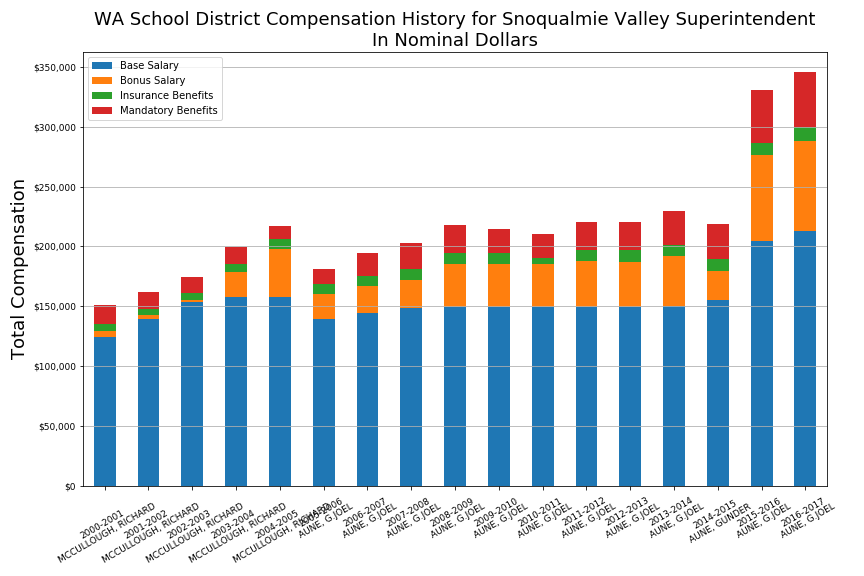 WA School District Compensation History for Snoqualmie Valley Superintendent
In Nominal Dollars
Base Salary
Bonus Salary
Insurance Benefits
Mandatory Benefits
Total Compensation
$350,000
$300,000
$250,000
$200,000
$150,000
$100,000
$50,000
$0
2000-2001
MCCULLOUGH, RICHARD
2001-2002
MCCULLOUGH, RICHARD
2002-2003
MCCULLOUGH, RICHARD
2003-2004
MCCULLOUGH, RICHARD
2004-2005
MCCULLOUGH, RICHARD
2005-2006
AUNE, G JOEL
2006-2007
AUNE, G JOEL
2007-2008
AUNE, G JOEL
2008-2009
AUNE, G JOEL
2009-2010
AUNE, G JOEL
2010-2011
AUNE, G JOEL
2011-2012
AUNE, G JOEL
2012-2013
AUNE, G JOEL
2013-2014
AUNE, G JOEL
2014-2015
AUNE, GUNDER
2015-2016
AUNE, G JOEL
2016-2017
AUNE, G JOEL